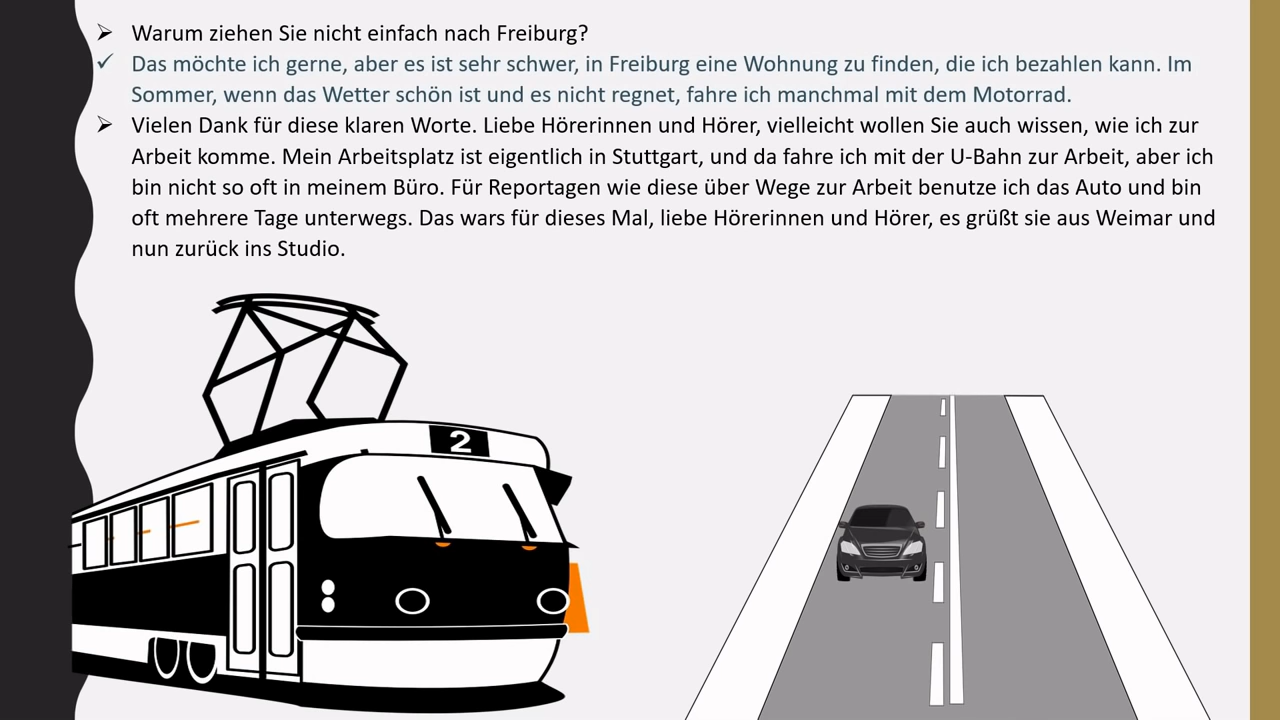 ➢ Warum ziehen Sie nicht einfach nach Freiburg?
✓ Das möchte ich gerne, aber es ist sehr schwer, in Freiburg eine Wohnung zu finden, die ich bezahlen kann. Im
Sommer, wenn das Wetter schön ist und es nicht regnet, fahre ich manchmal mit dem Motorrad.
➢ Vielen Dank für diese klaren Worte. Liebe Hörerinnen und Hörer, vielleicht wollen Sie auch wissen, wie ich zur
Arbeit komme. Mein Arbeitsplatz ist eigentlich in Stuttgart, und da fahre ich mit der U-Bahn zur Arbeit, aber ich
bin nicht so oft in meinem Büro. Für Reportagen wie diese über Wege zur Arbeit benutze ich das Auto und bin
oft mehrere Tage unterwegs. Das wars für dieses Mal, liebe Hörerinnen und Hörer, es grüßt sie aus Weimar und
nun zurück ins Studio.
2